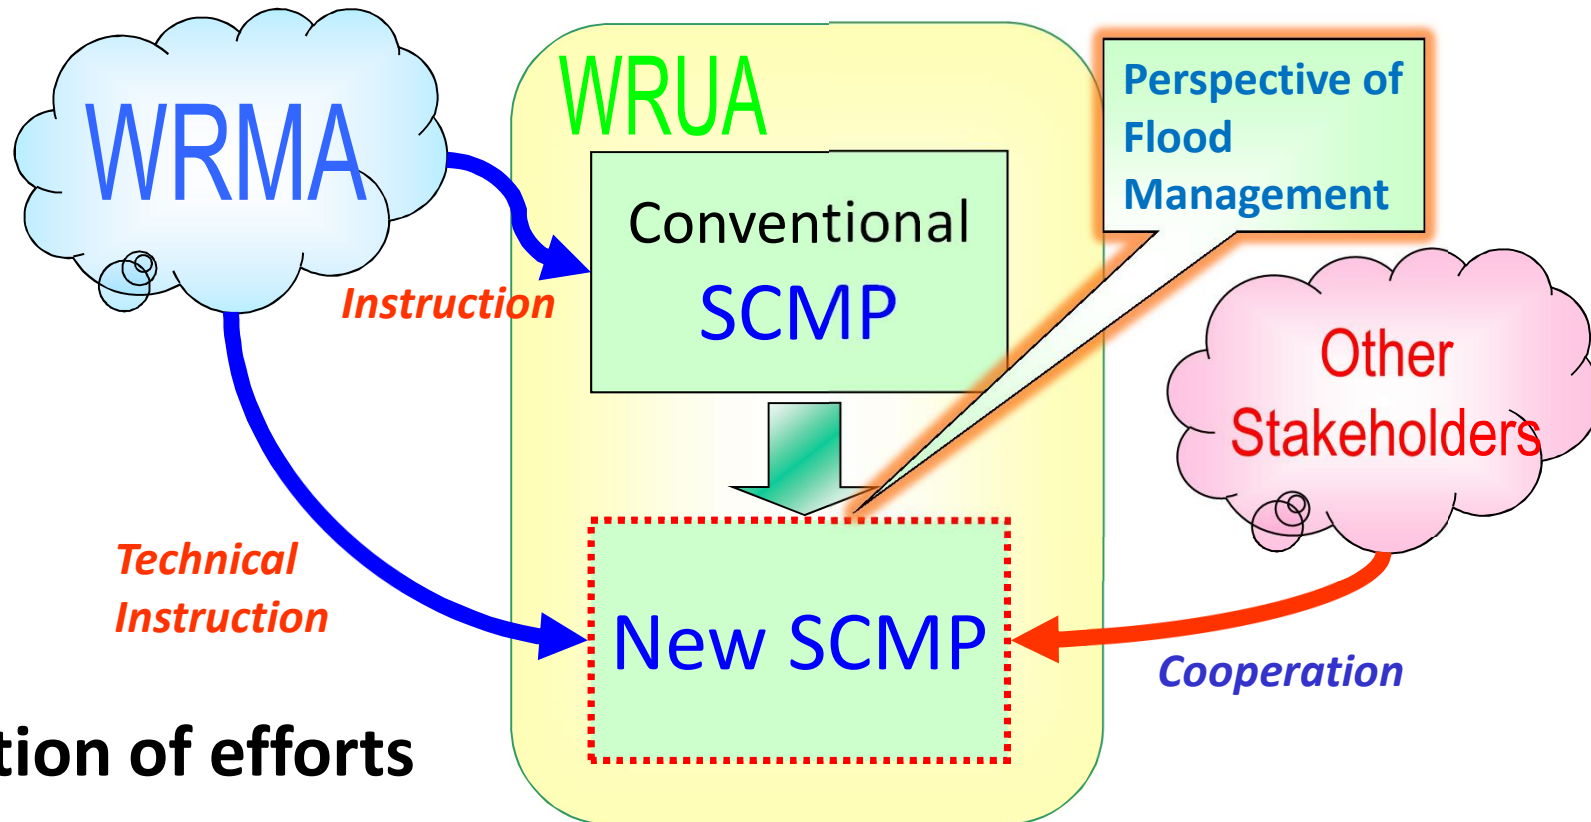 WRMA
WRUA
Perspective of
Flood
Management
Conventional
SCMP
Instruction
Other
Stakeholders
Technical
Instruction
New SCMP
Cooperation
tion of efforts